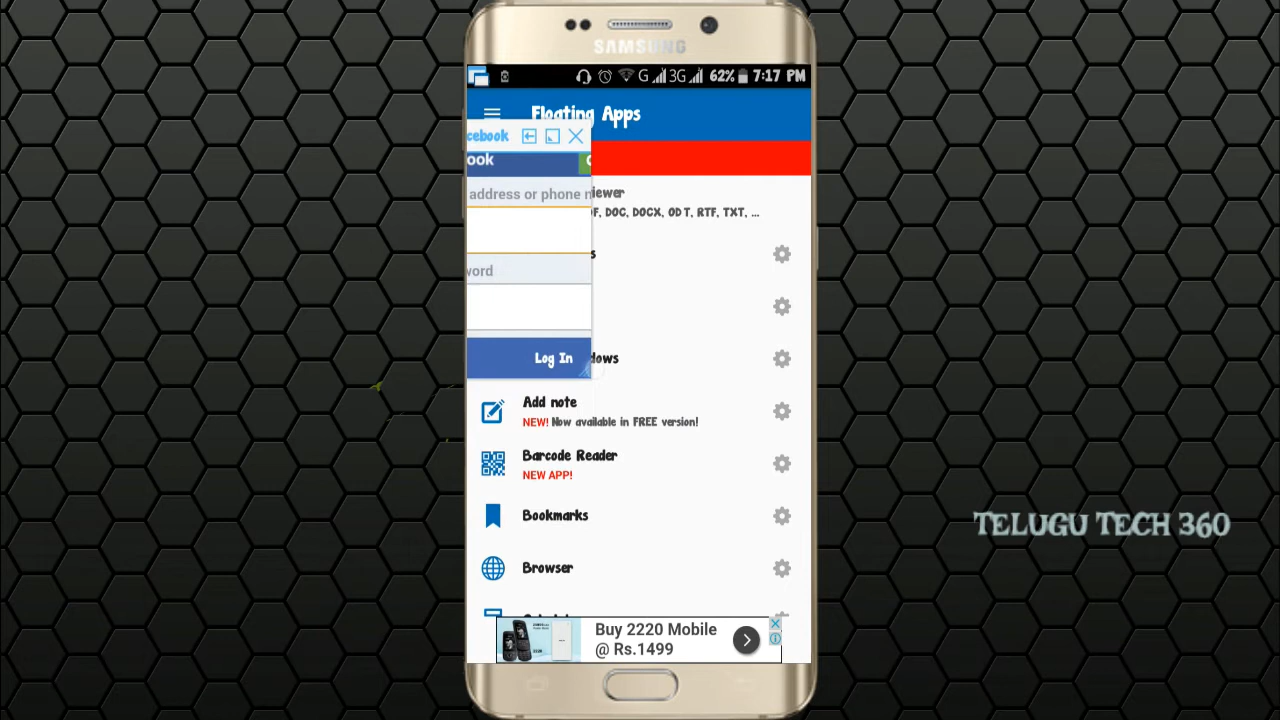 SAMSUNG
G 3G 62% 7:17 PM
Floating Apps
cebook
ook
address or phone n
iewer
F, DOC, DOCX, ODT, RTF, TXT, ...
s
word
Log In
dows
Add note
NEW! Now available in FREE version!
Barcode Reader
NEW APP!
Bookmarks
TELUGU TECH 360
Browser
Buy 2220 Mobile
@ Rs.1499